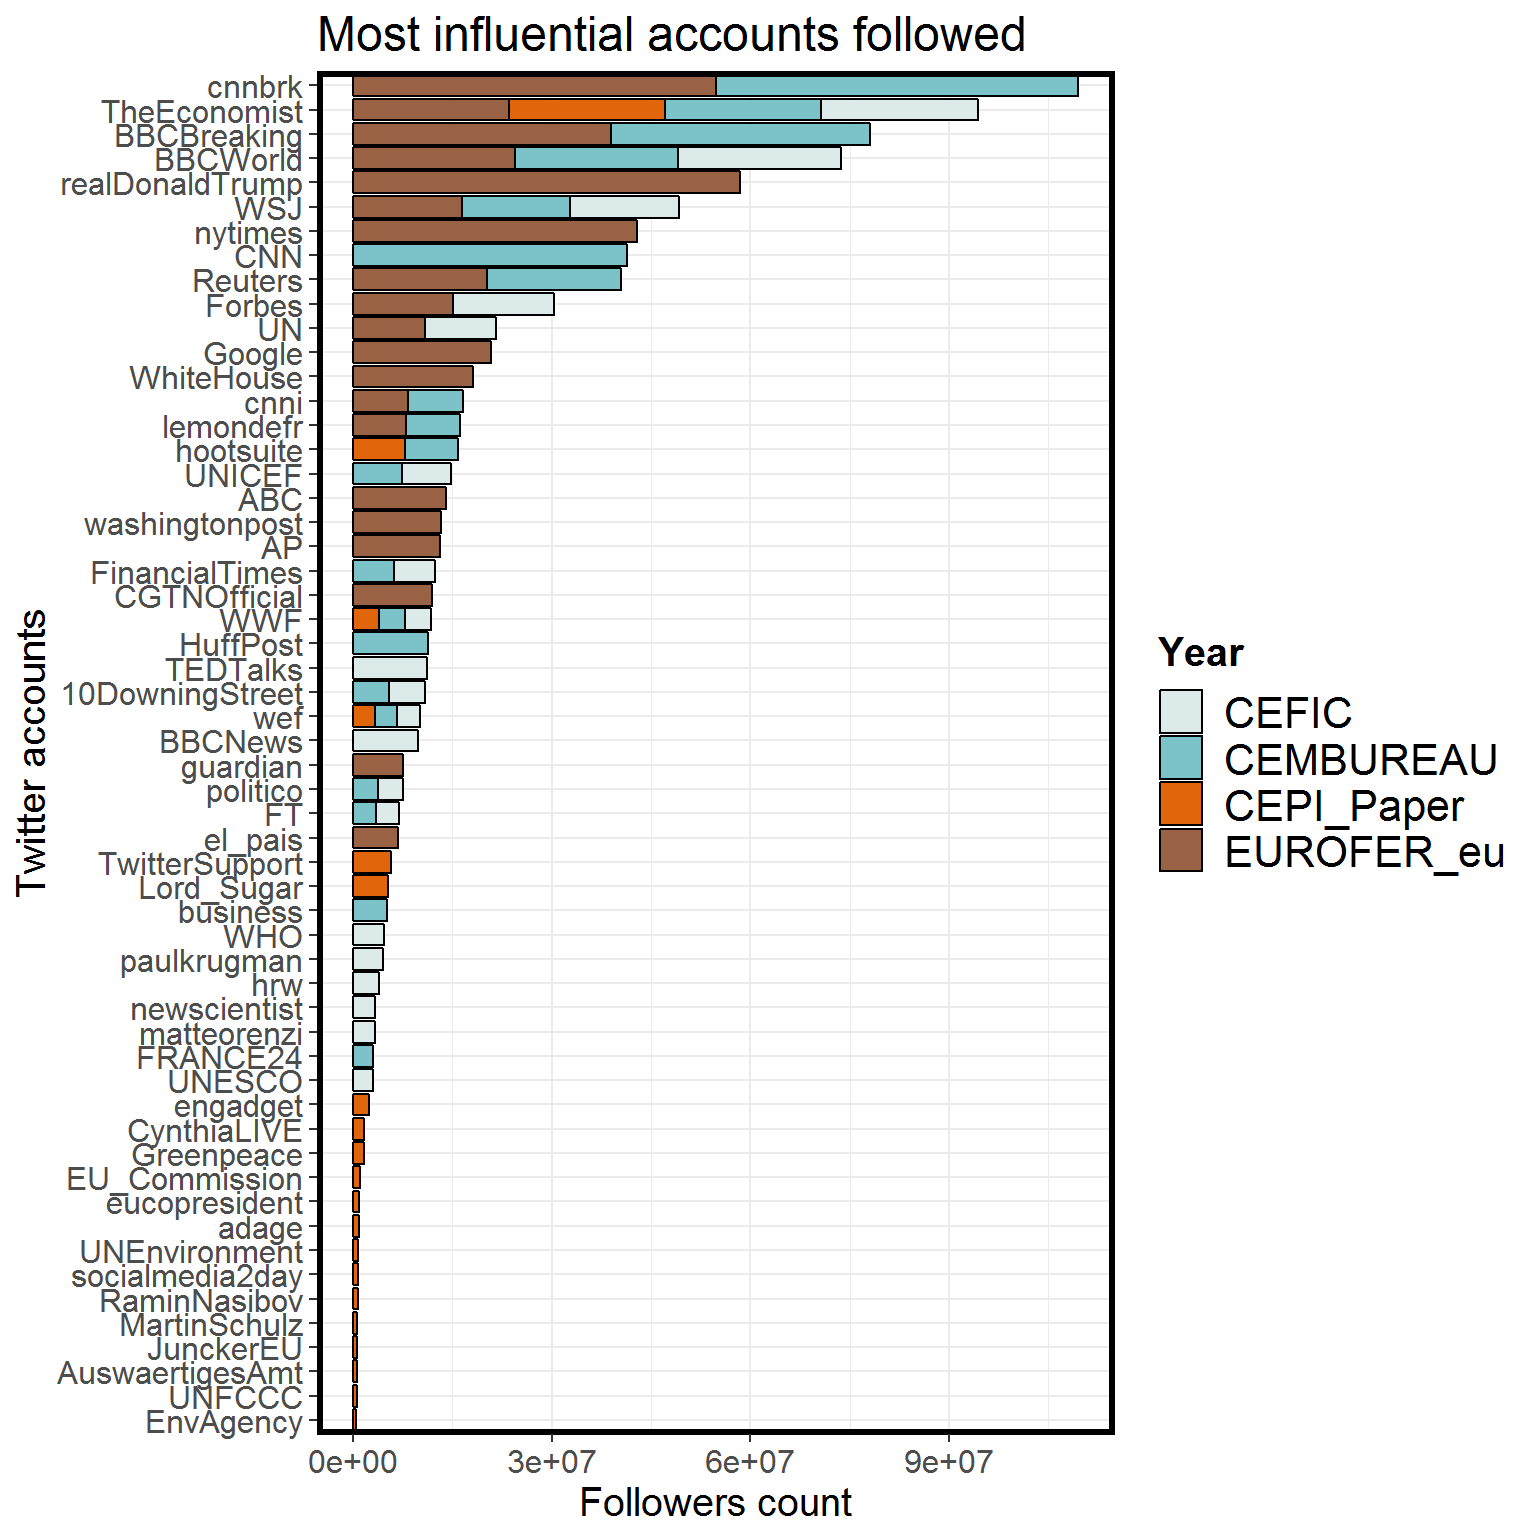 Most influential accounts followed
cnnbrk
TheEconomist
BBCBreaking
BBCWorld
realDonaldTrump
WSJ
nytimes
CNN
Reuters
Forbes
UN
Google
WhiteHouse
cnni
lemondefr
hootsuite
UNICEF
ABC
washingtonpost
AP
FinancialTimes
CGTNOfficial
WWF
HuffPost
TEDTalks
10DowningStreet
wef
BBCNews
guardian
politico
FT
el_pais
TwitterSupport
Lord_Sugar
business
WHO
paulkrugman
hrw
newscientist
matteorenzi
FRANCE24
UNESCO
engadget
CynthiaLIVE
Greenpeace
EU_Commission
eucopresident
adage
UNEnvironment
socialmedia2day
RaminNasibov
MartinSchulz
JunckerEU
AuswaertigesAmt
UNFCCC
EnvAgency
Twitter accounts
0e+00 3e+07 6e+07 9e+07
Followers count
Year
CEFIC
CEMBUREAU
CEPI_Paper
EUROFER_eu